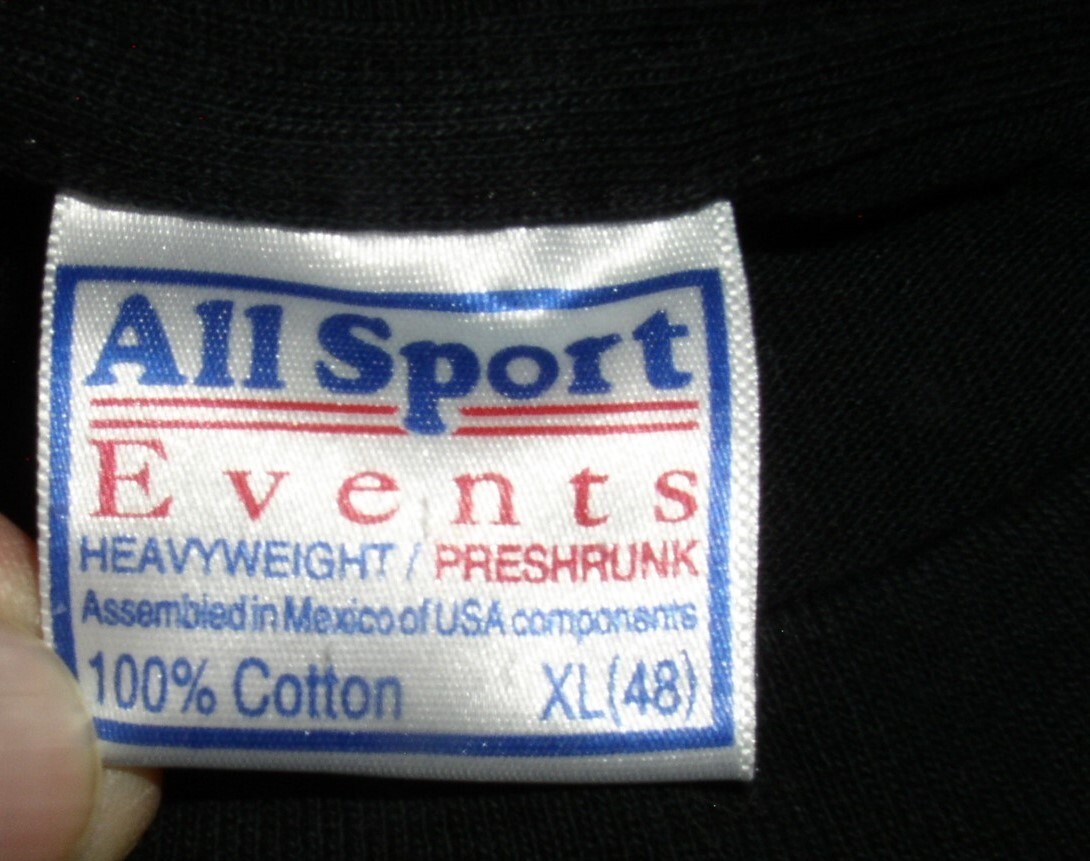 All Sport
Events
HEAVYWEIGHT / PRESHRUNK
Assembled in Mexico of USA components
100% Cotton XL(48)